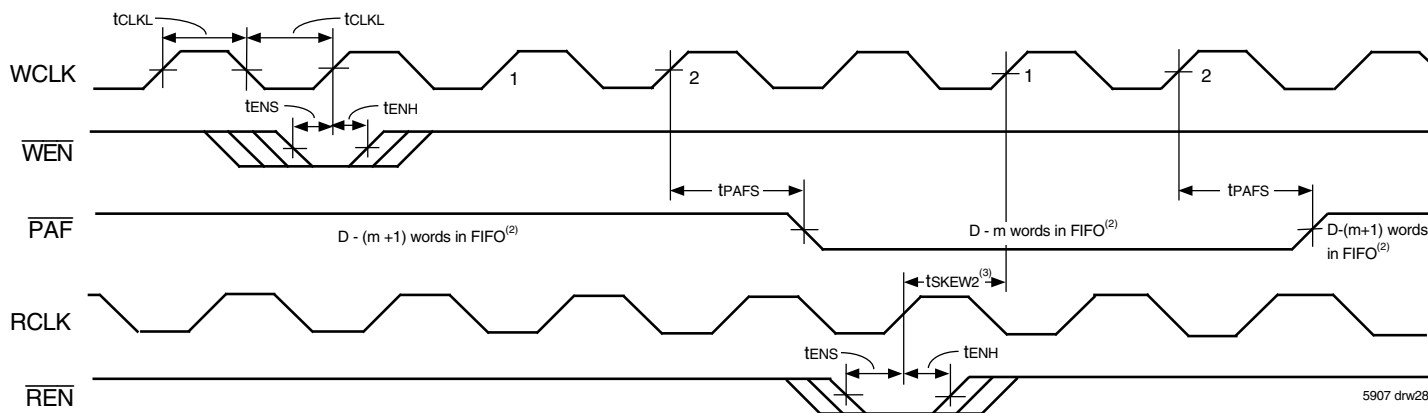 tCLKL tCLKL
WCLK 1 2 1 2
tENS tENH
WEN
tPAFS tPAFS
PAF
D - (m +1) words in FIFO(2) D - m words in FIFO(2) D-(m+1) words
in FIFO(2)
tSKEW2(3)
RCLK
tENS tENH
REN
5907 drw28